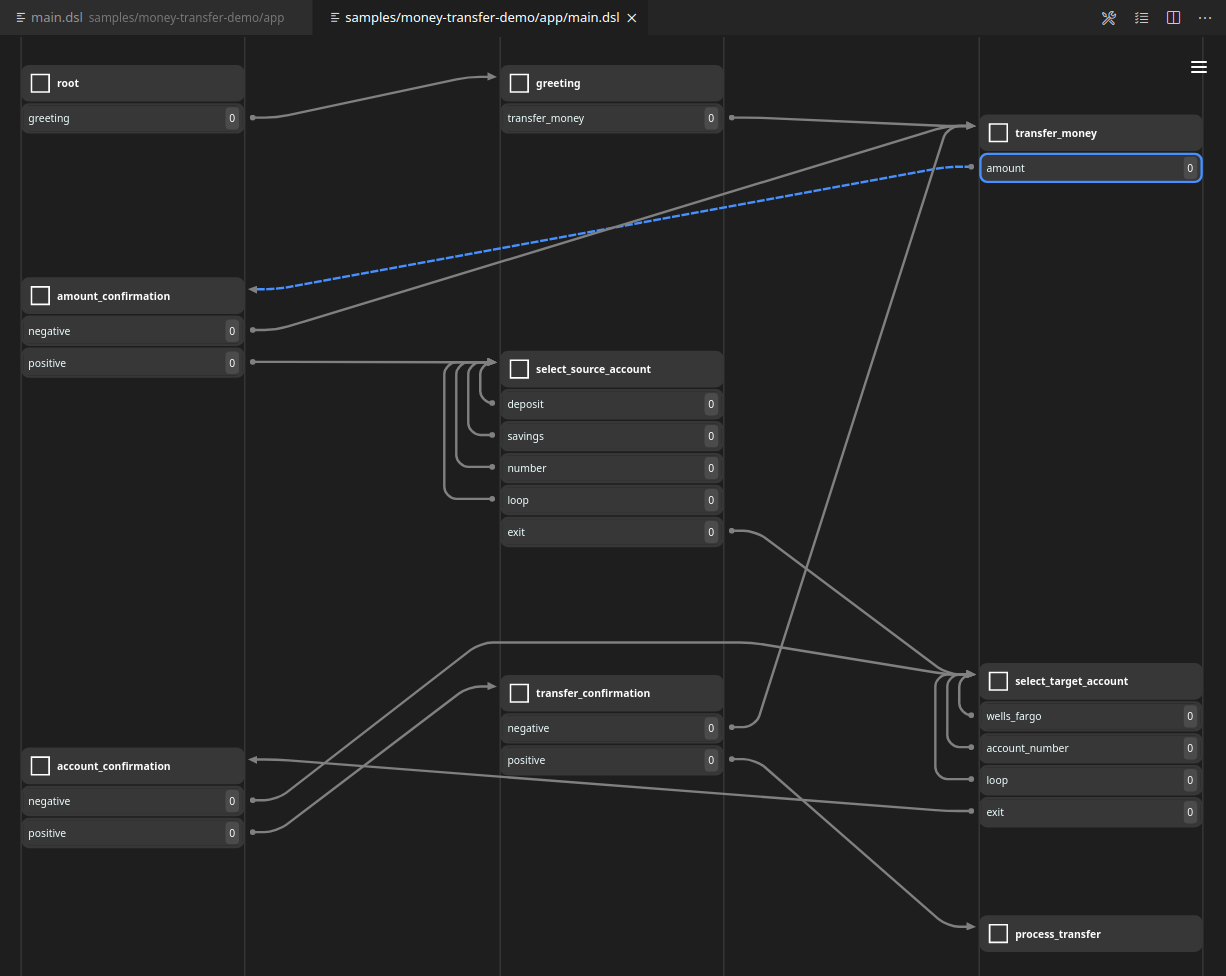 main.dsl samples/money-transfer-demo/app
samples/money-transfer-demo/app/main.dsl
root
greeting 0
greeting
transfer_money 0
transfer_money
amount 0
amount_confirmation
negative 0
positive 0
select_source_account
deposit 0
savings 0
number 0
loop 0
exit 0
transfer_confirmation
negative 0
positive 0
select_target_account
wells_fargo 0
account_number 0
loop 0
exit 0
account_confirmation
negative 0
positive 0
process_transfer